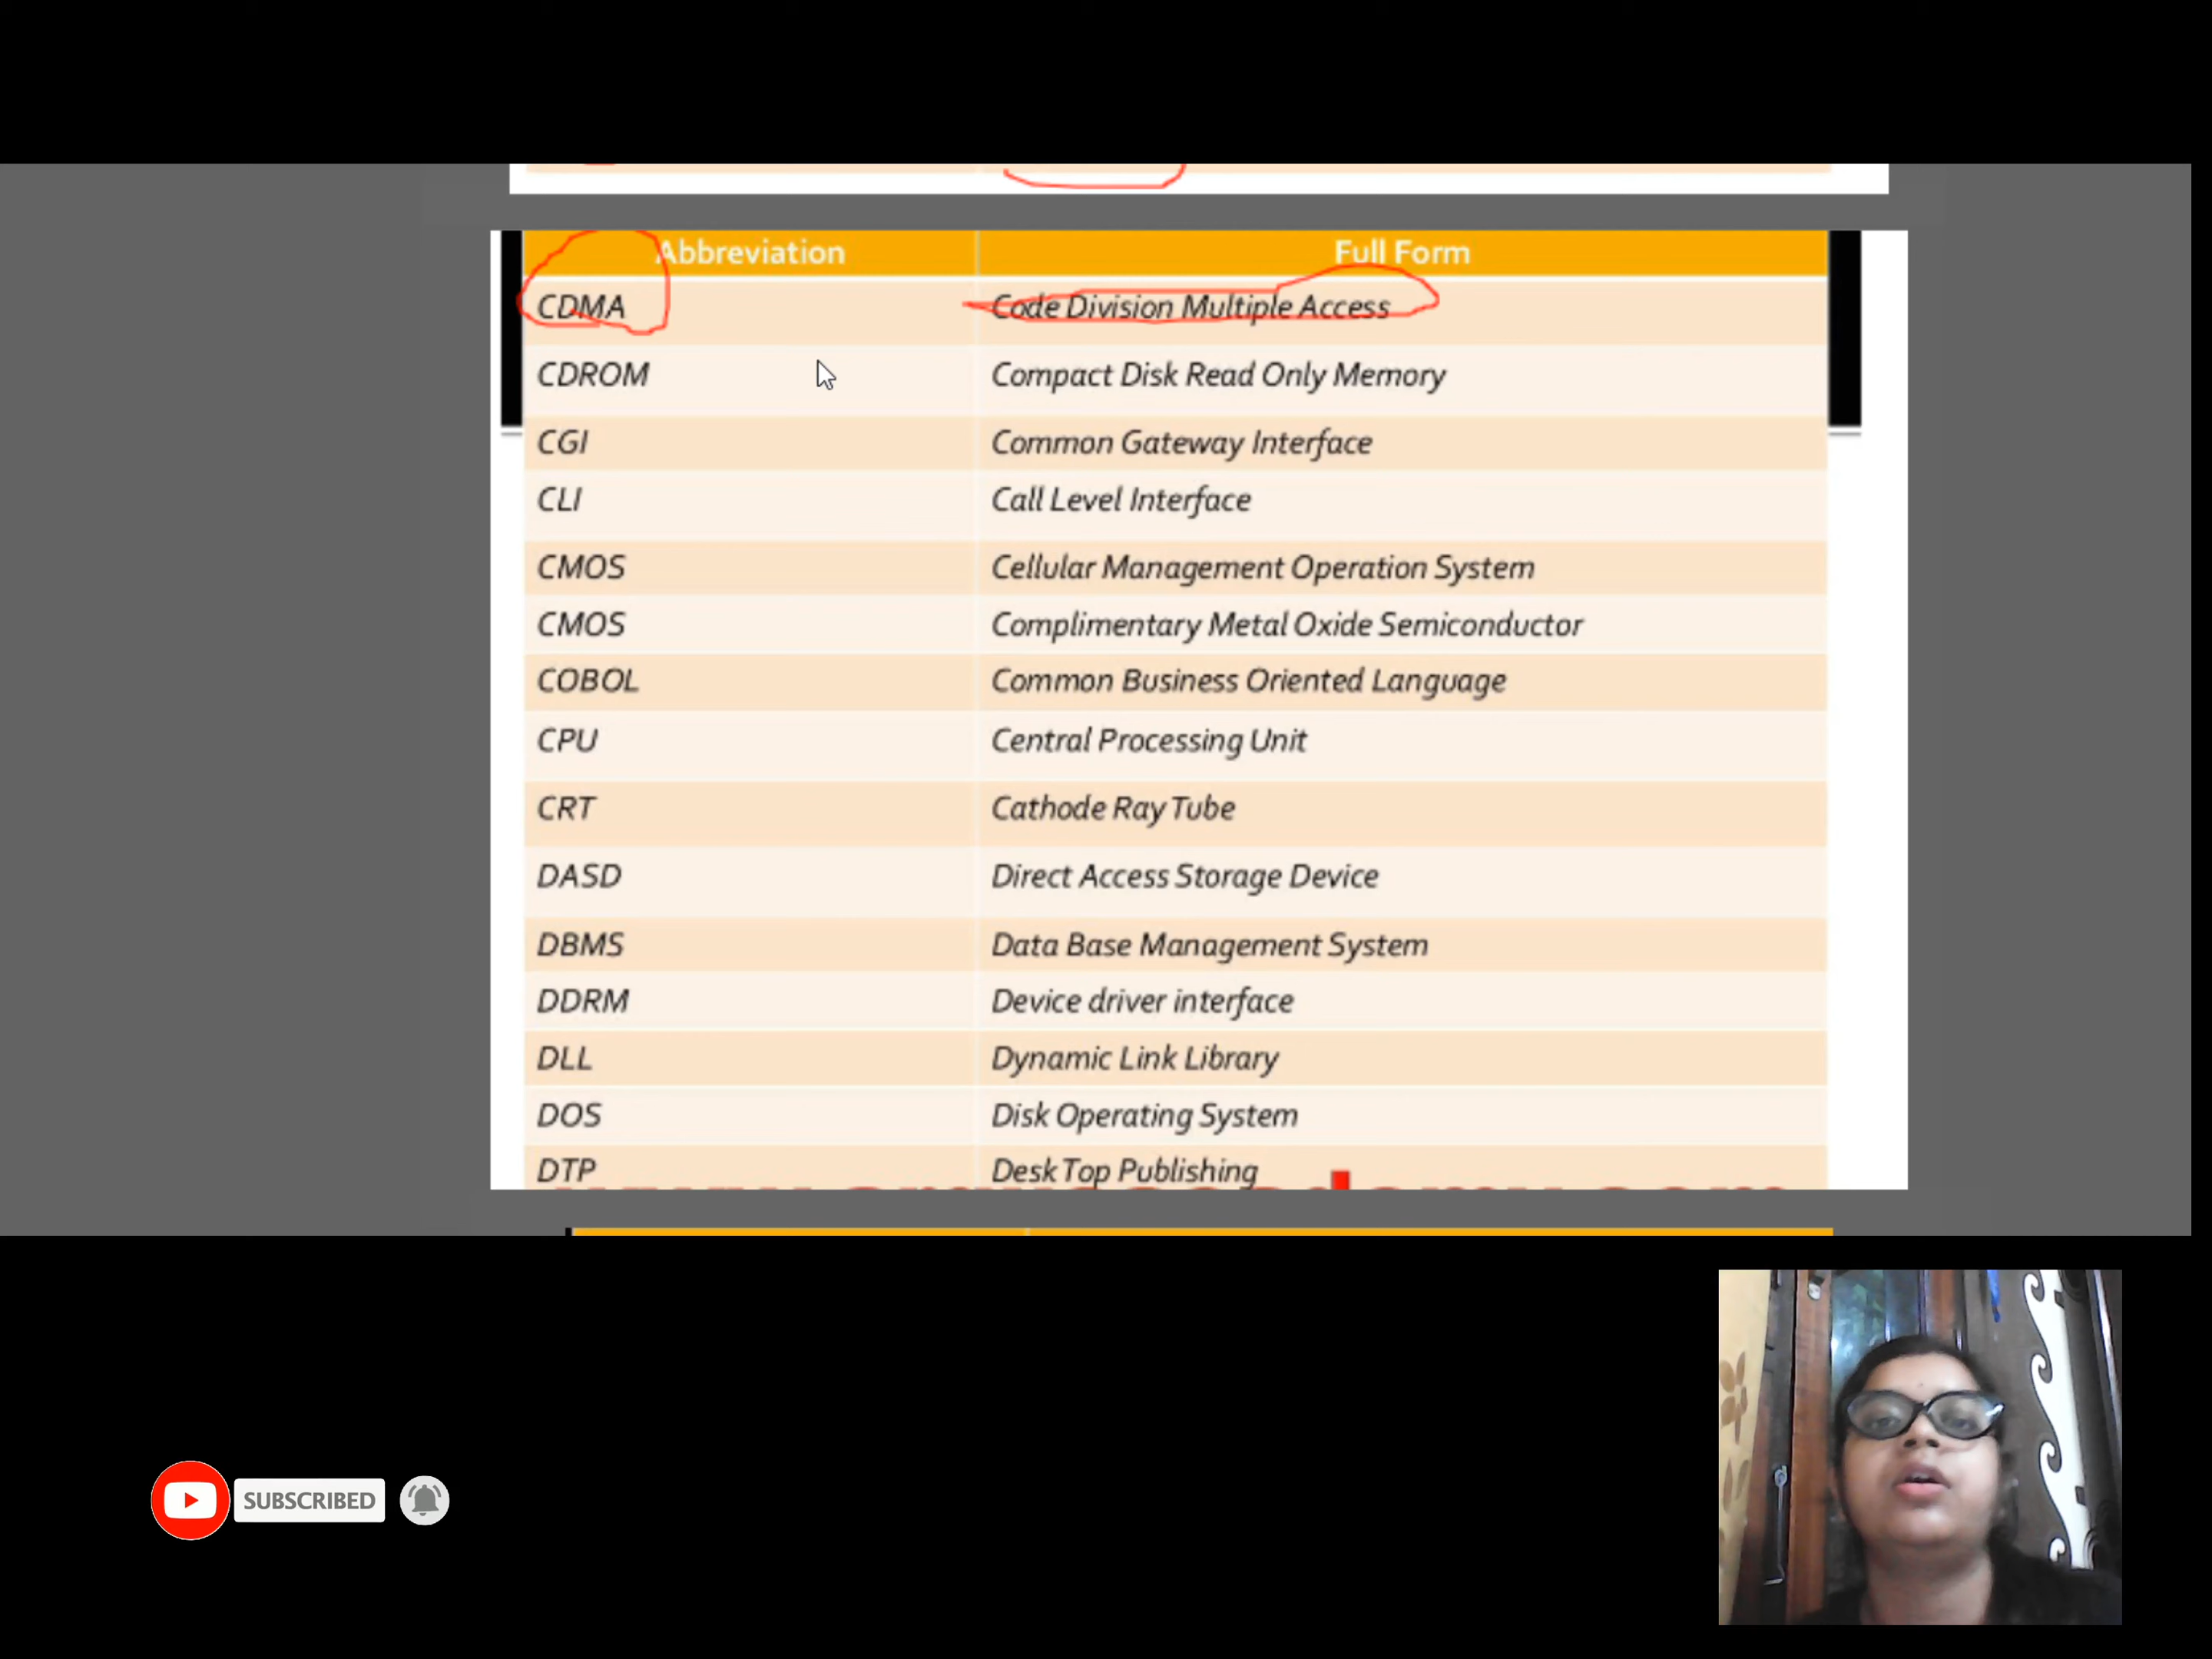 Abbreviation Full Form
CDMA Code Division Multiple Access
CDROM Compact Disk Read Only Memory
CGI Common Gateway Interface
CLI Call Level Interface
CMOS Cellular Management Operation System
CMOS Complimentary Metal Oxide Semiconductor
COBOL Common Business Oriented Language
CPU Central Processing Unit
CRT Cathode Ray Tube
DASD Direct Access Storage Device
DBMS Data Base Management System
DDRM Device driver interface
DLL Dynamic Link Library
DOS Disk Operating System
DTP Desk Top Publishing
SUBSCRIBED